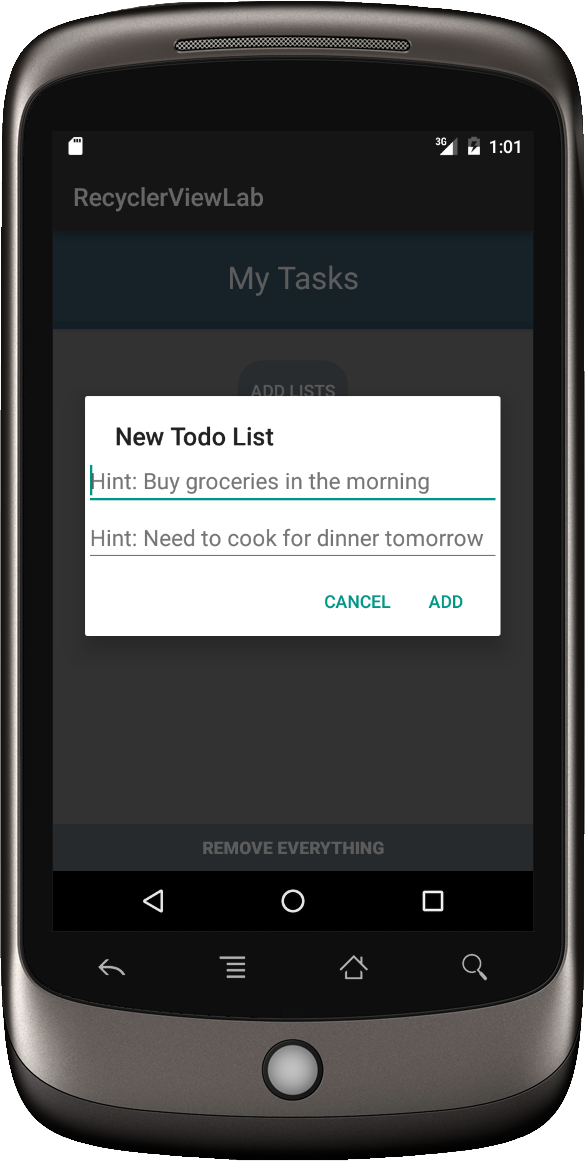 3G 1:01
RecyclerViewLab
My Tasks
ADD LISTS
New Todo List
Hint: Buy groceries in the morning
Hint: Need to cook for dinner tomorrow
CANCEL ADD
REMOVE EVERYTHING